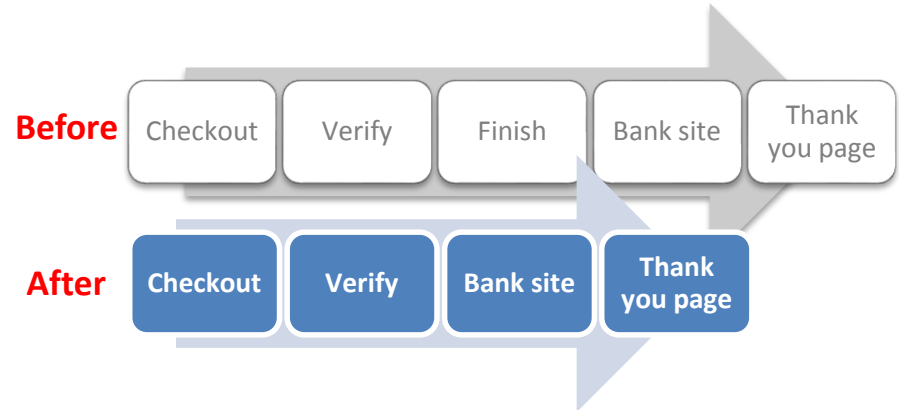 Before
Checkout
Verify
Finish
Bank site
Thank
you page
After
Checkout
Verify
Bank site
Thank
you page